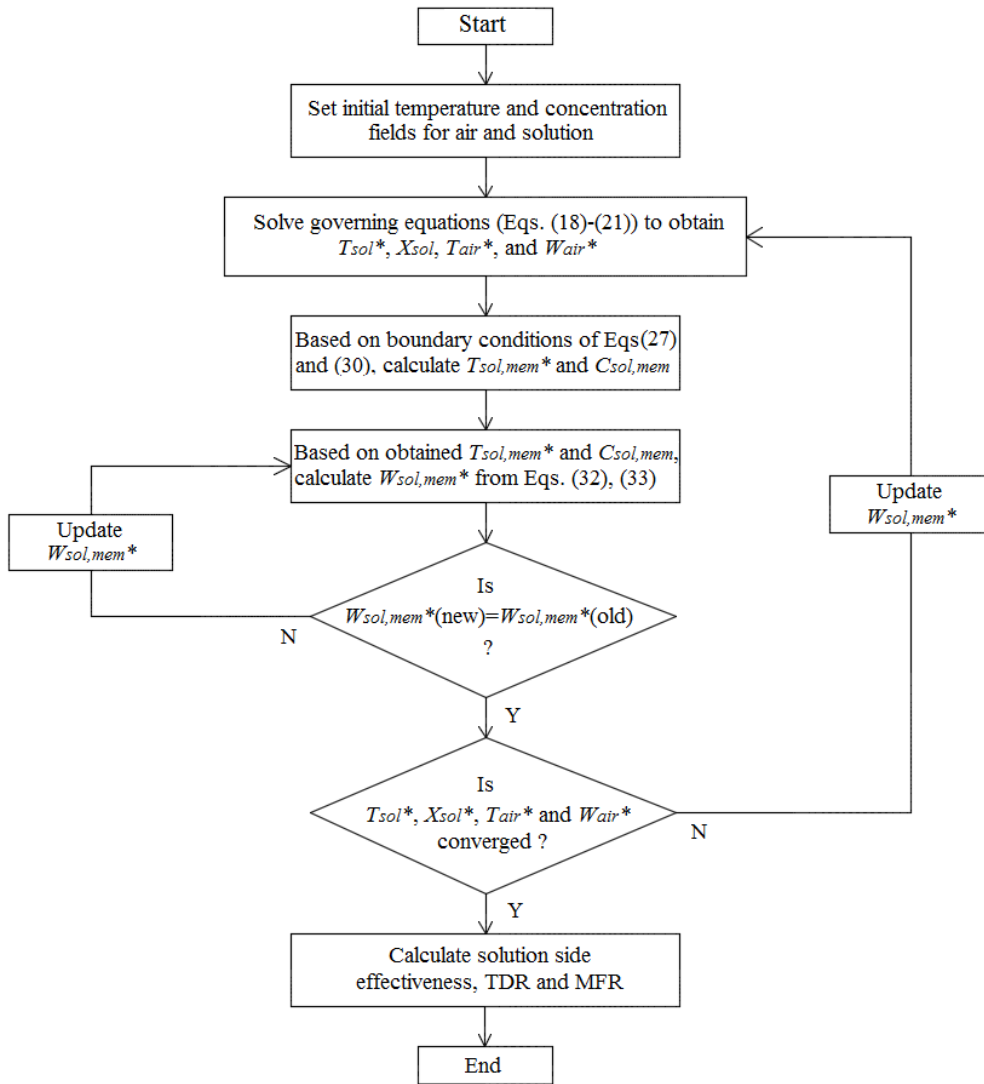 Start
Set initial temperature and concentration
fields for air and solution
Solve governing equations (Eqs. (18)-(21)) to obtain
Tsol*, Xsol, Tair*, and Wair*
Based on boundary conditions of Eqs(27)
and (30), calculate Tsol,mem* and Csol,mem
Based on obtained Tsol,mem* and Csol,mem,
calculate Wsol,mem* from Eqs. (32), (33)
Update
Wsol,mem*
Update
Wsol,mem*
Is
Wsol,mem*(new)=Wsol,mem*(old)
?
N
Y
Is
Tsol*, Xsol*, Tair* and Wair*
converged ?
N
Y
Calculate solution side
effectiveness, TDR and MFR
End